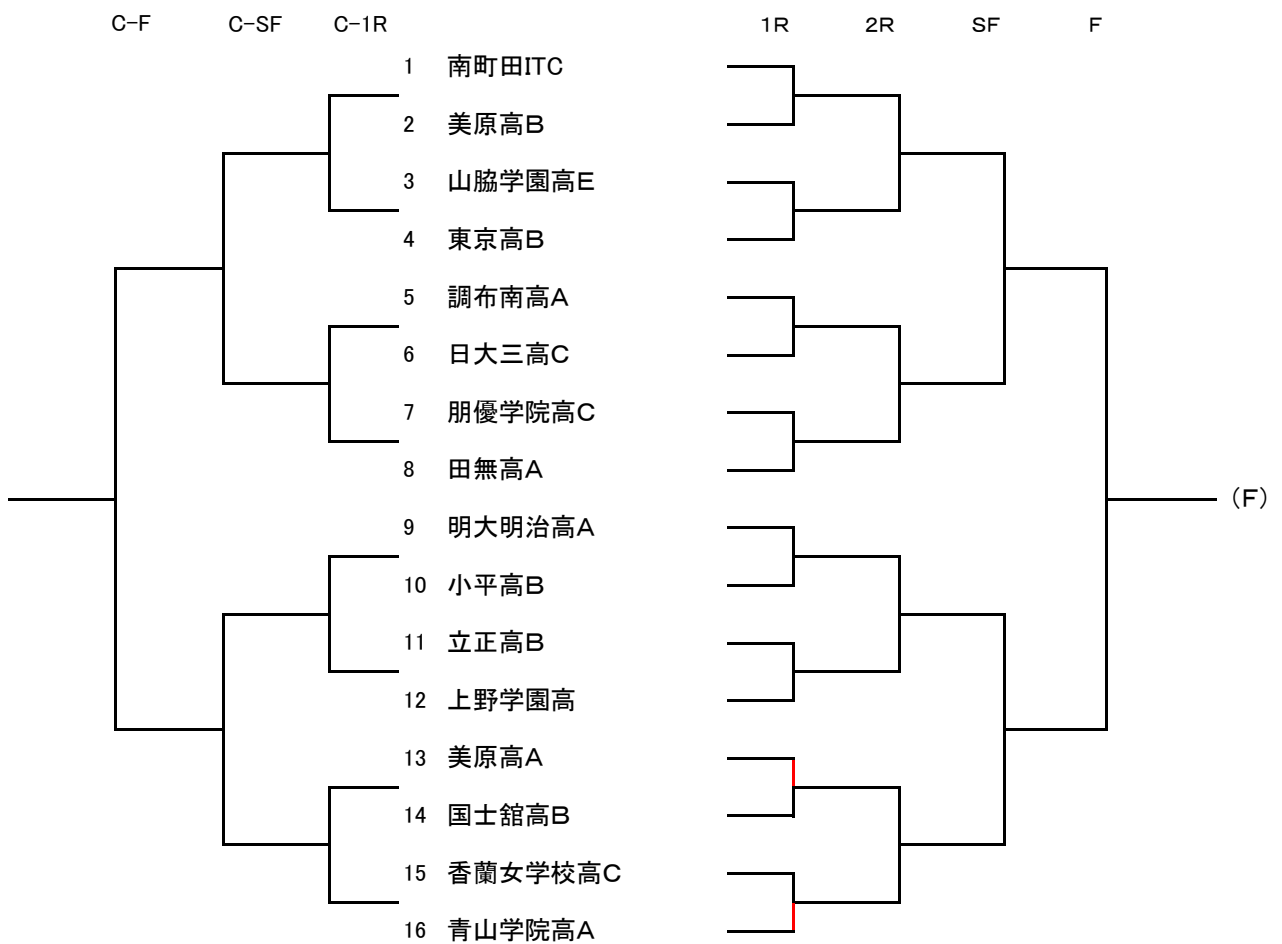 C-F C-SF C-1R 1R 2R SF F
1 南町田ITC
2 美原高B
3 山脇学園高E
4 東京高B
5 調布南高A
6 日大三高C
7 朋優学院高C
8 田無高A
(F)
9 明大明治高A
10 小平高B
11 立正高B
12 上野学園高
13 美原高A
14 国士舘高B
15 香蘭女学校高C
16 青山学院高A